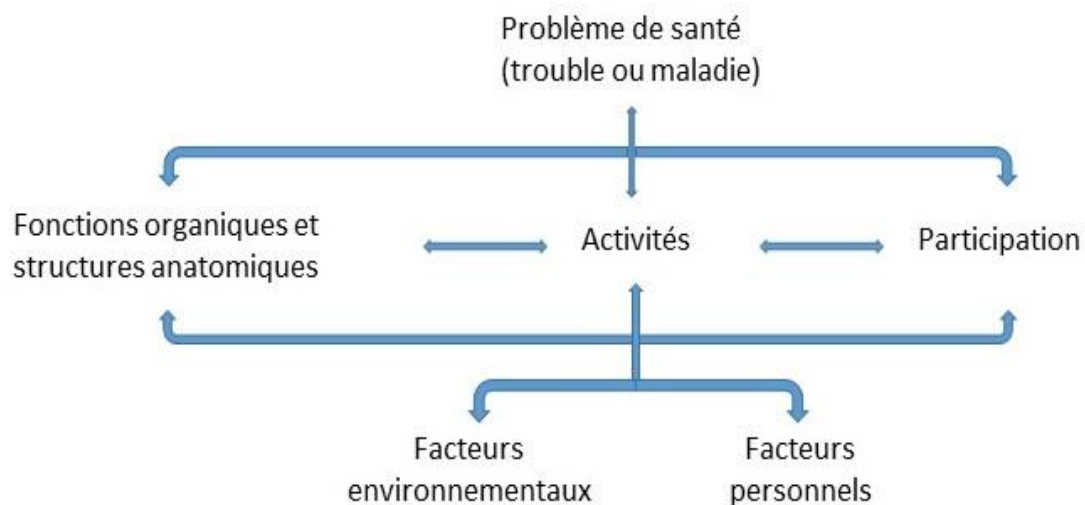 Problème de santé
(trouble ou maladie)
Fonctions organiques et
structures anatomiques
Activités
Participation
Facteurs
environnementaux
Facteurs
personnels